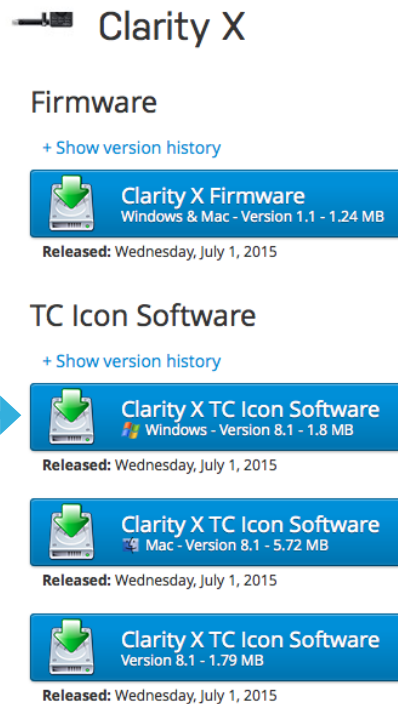 Clarity X
Firmware
+ Show version history
Clarity X Firmware
Windows & Mac - Version 1.1 - 1.24 MB
Released: Wednesday, July 1, 2015
TC Icon Software
+ Show version history
Clarity X TC Icon Software
Windows - Version 8.1 - 1.8 MB
Released: Wednesday, July 1, 2015
Clarity X TC Icon Software
Mac - Version 8.1 - 5.72 MB
Released: Wednesday, July 1, 2015
Clarity X TC Icon Software
Version 8.1 - 1.79 MB
Released: Wednesday, July 1, 2015